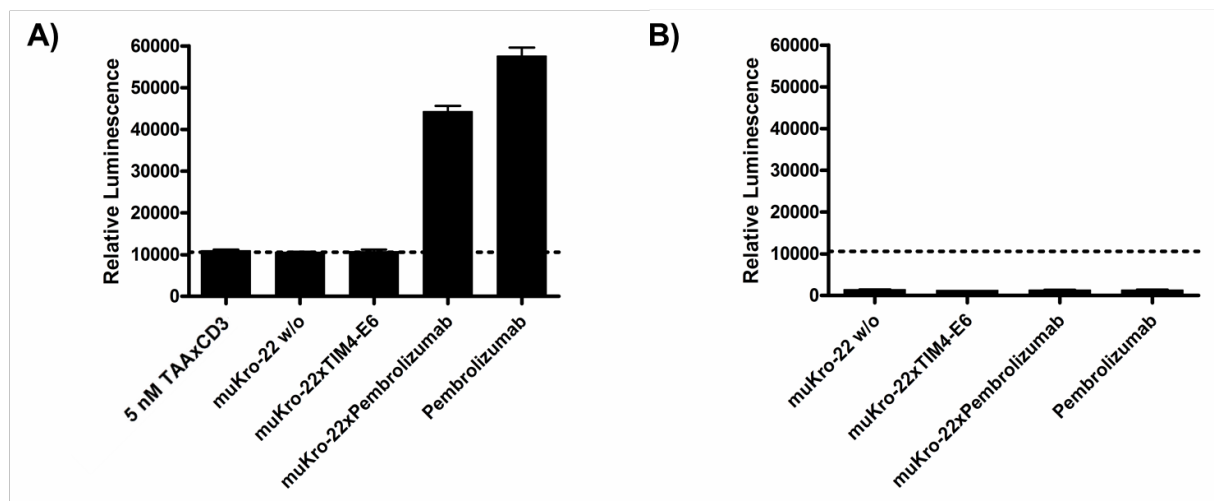 A)
Relative Luminescence
60000
50000
40000
30000
20000
10000
0
5 nM TAAxCD3
muKro-22 w/o
muKro-22xTIM4-E6
muKro-22xPembrolizumab
Pembrolizumab
B)
Relative Luminescence
60000
50000
40000
30000
20000
10000
0
muKro-22 w/o
muKro-22xTIM4-E6
muKro-22xPembrolizumab
Pembrolizumab